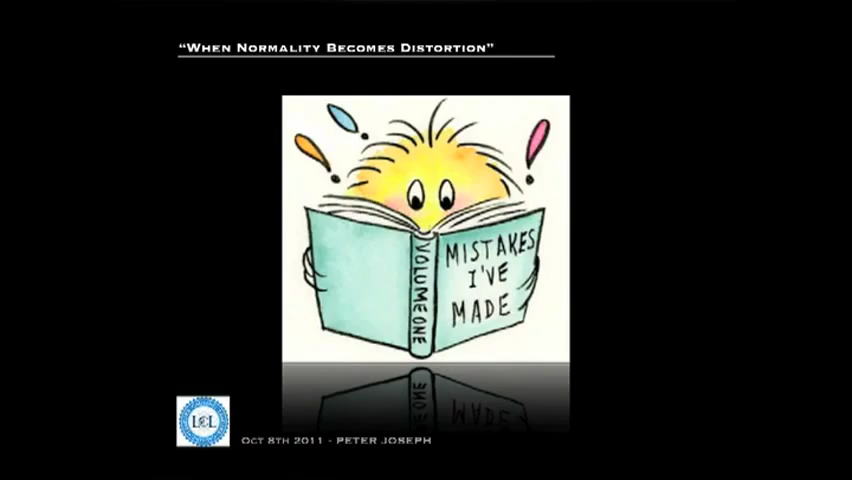 “When Normality Becomes Distortion”
VOLUME ONE
MISTAKES
I'VE
MADE
Oct 8th 2011 - PETER JOSEPH